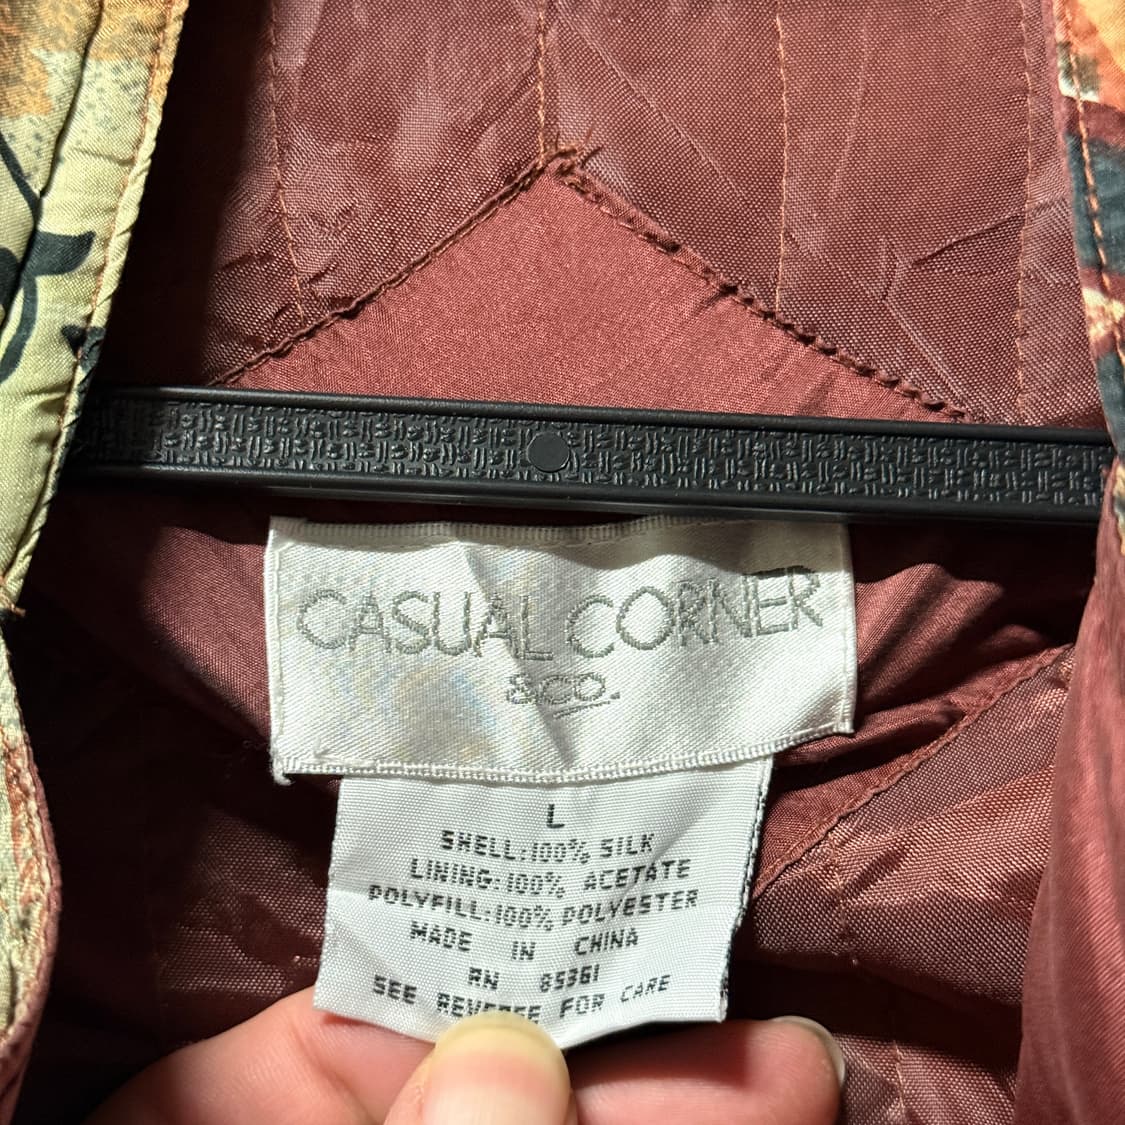 CASUAL CORNER
&CO.
L
SHELL:100% SILK
LINING:100% ACETATE
POLYFILL:100% POLYESTER
MADE IN CHINA
RN 85361
SEE REVERSE FOR CARE